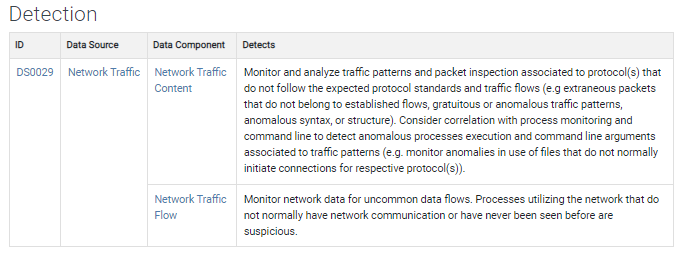 Detection
ID Data Source Data Component Detects
DS0029 Network Traffic Network Traffic Content Monitor and analyze traffic patterns and packet inspection associated to protocol(s) that
do not follow the expected protocol standards and traffic flows (e.g extraneous packets
that do not belong to established flows, gratuitous or anomalous traffic patterns,
anomalous syntax, or structure). Consider correlation with process monitoring and
command line to detect anomalous processes execution and command line arguments
associated to traffic patterns (e.g. monitor anomalies in use of files that do not normally
initiate connections for respective protocol(s)).
Network Traffic Flow Monitor network data for uncommon data flows. Processes utilizing the network that do
not normally have network communication or have never been seen before are
suspicious.